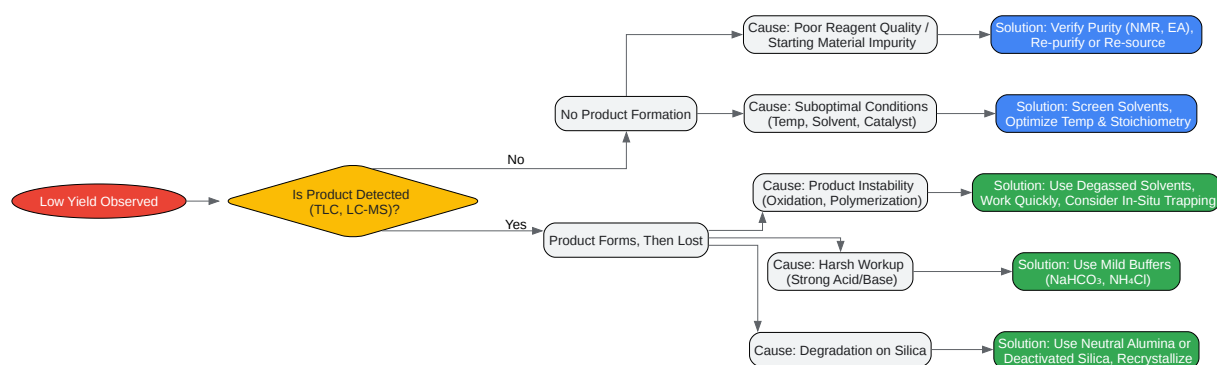 Low Yield Observed
Is Product Detected
(TLC, LC-MS)?
No
Yes
No Product Formation
Product Forms, Then Lost
Cause: Poor Reagent Quality /
Starting Material Impurity
Solution: Verify Purity (NMR, EA),
Re-purify or Re-source
Cause: Suboptimal Conditions
(Temp, Solvent, Catalyst)
Solution: Screen Solvents,
Optimize Temp & Stoichiometry
Cause: Product Instability
(Oxidation, Polymerization)
Solution: Use Degassed Solvents,
Work Quickly, Consider In-Situ Trapping
Cause: Harsh Workup
(Strong Acid/Base)
Solution: Use Mild Buffers
(NaHCO₃, NH₄Cl)
Cause: Degradation on Silica
Solution: Use Neutral Alumina or
Deactivated Silica, Recrystallize